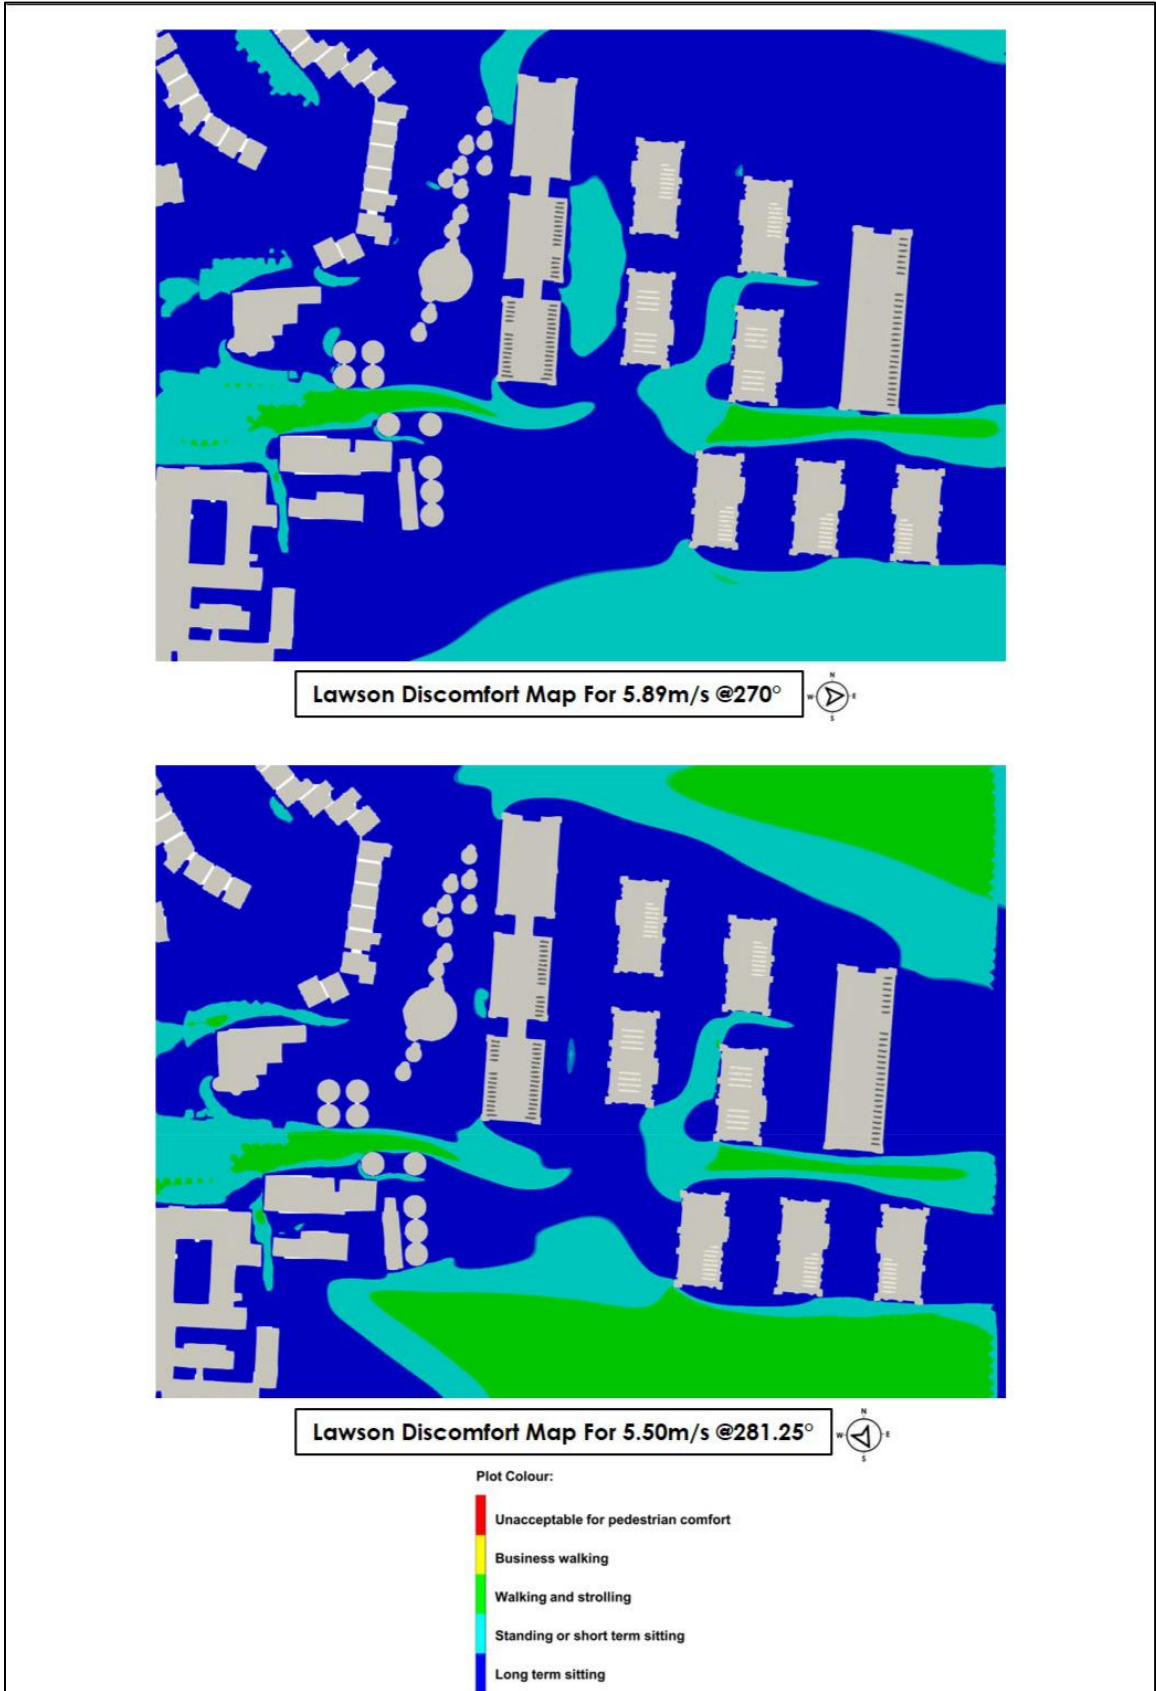 Lawson Discomfort Map For 5.89m/s @270°
N
W E
S
Lawson Discomfort Map For 5.50m/s @281.25°
N
W E
S
Plot Colour:
Unacceptable for pedestrian comfort
Business walking
Walking and strolling
Standing or short term sitting
Long term sitting